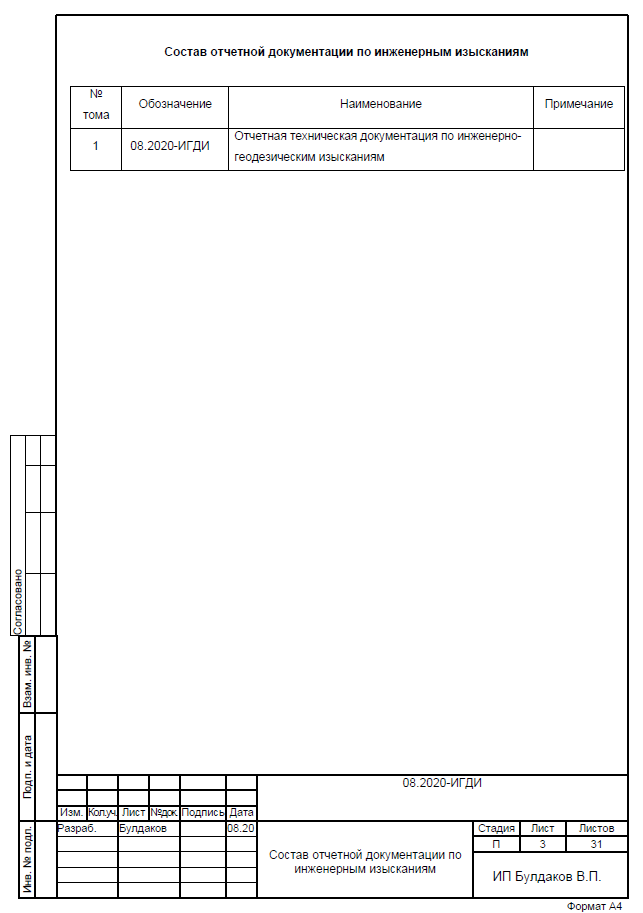 Состав отчетной документации по инженерным изысканиям
№ тома
Обозначение
Наименование
Примечание
1
08.2020-ИГДИ
Отчетная техническая документация по инженерно-
геодезическим изысканиям
Согласовано
Взам. инв. №
Подп. и дата
Инв. № подл.
08.2020-ИГДИ
Изм. Кол.уч. Лист №док. Подпись Дата
Разраб. Булдаков 08.20
Состав отчетной документации по
инженерным изысканиям
Стадия Лист Листов
П 3 31
ИП Булдаков В.П.
Формат А4